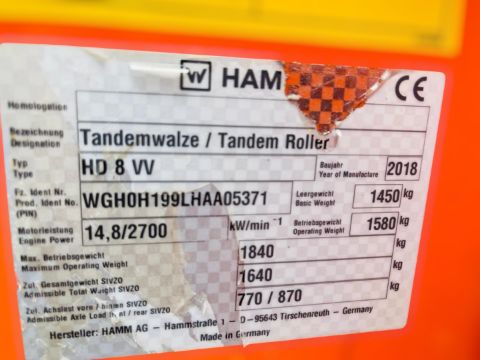 HAM CE
Homologation
Bezeichnung
Designation
Tandemwalze / Tandem Roller
Typ
Type
HD 8 VV
Baujahr
Year of Manufacture
2018
Fz. Ident Nr.
Prod. Ident No.
(PIN)
WGH0H199LHAA05371
Leergewicht
Basic Weight
1450 kg
Motorleistung
Engine Power
14,8/2700
kW/min -1
Betriebsgewicht
Operating Weight
1580 kg
Max. Betriebsgewicht
Maximum Operating Weight
1840 kg
Zul. Gesamtgewicht StVZO
Admissible Total Weight StVZO
1640 kg
Zul. Achslast vorn / hinten StVZO
Admissible Axle Load front / rear StVZO
770 / 870 kg
Hersteller: HAMM AG - Hammstraße 1 - D-95643 Tirschenreuth - Germany
Made in Germany